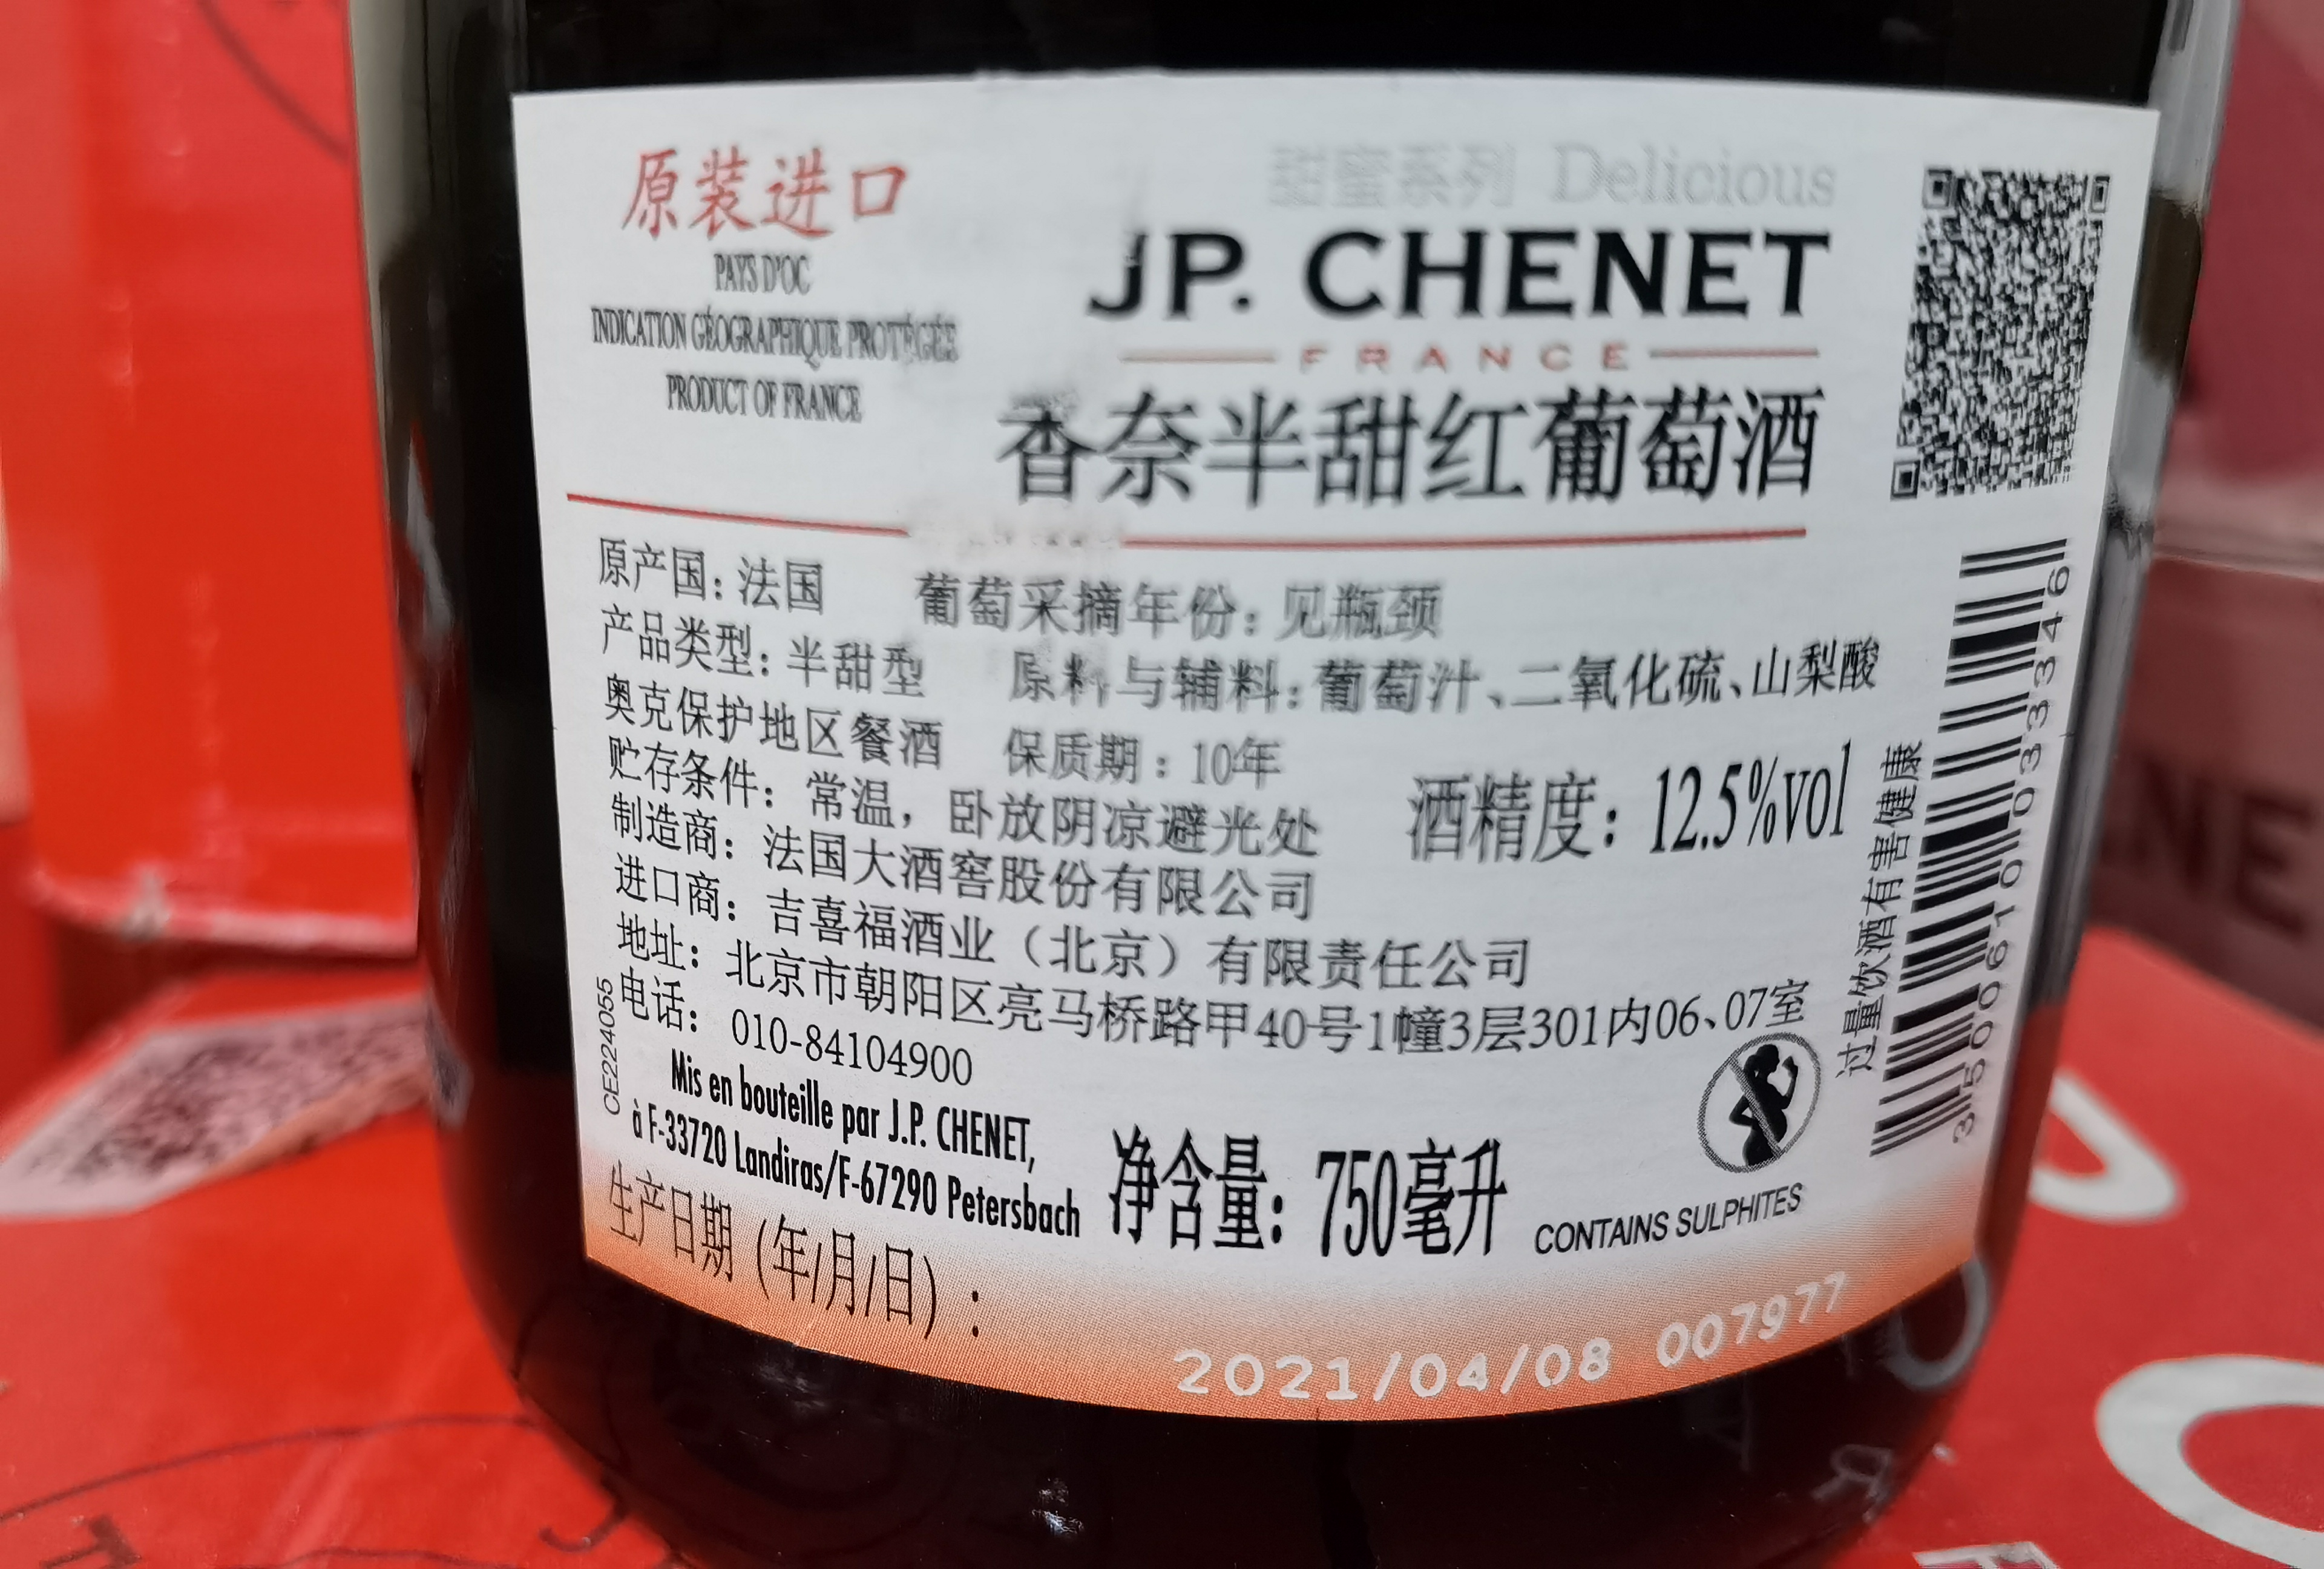 原装进口
PAYS D'OC
INDICATION GÉOGRAPHIQUE PROTÉGÉE
PRODUCT OF FRANCE
甜蜜系列 Delicious
JP. CHENET
FRANCE
香奈半甜红葡萄酒
原产国：法国 葡萄采摘年份：见瓶颈
产品类型：半甜型 原料与辅料：葡萄汁、二氧化硫、山梨酸
奥克保护地区餐酒 保质期：10年
贮存条件：常温，卧放阴凉避光处
酒精度：12.5%vol
制造商：法国大酒窖股份有限公司
进口商：吉喜福酒业（北京）有限责任公司
地址：北京市朝阳区亮马桥路甲40号1幢3层301内06、07室
电话：010-84104900
CE224055
Mis en bouteille par J.P. CHENET,
à F-33720 Landiras/F-67290 Petersbach
净含量：750毫升
CONTAINS SULPHITES
过量饮酒有害健康
3500610033346
生产日期（年/月/日）：
2021/04/08 007977